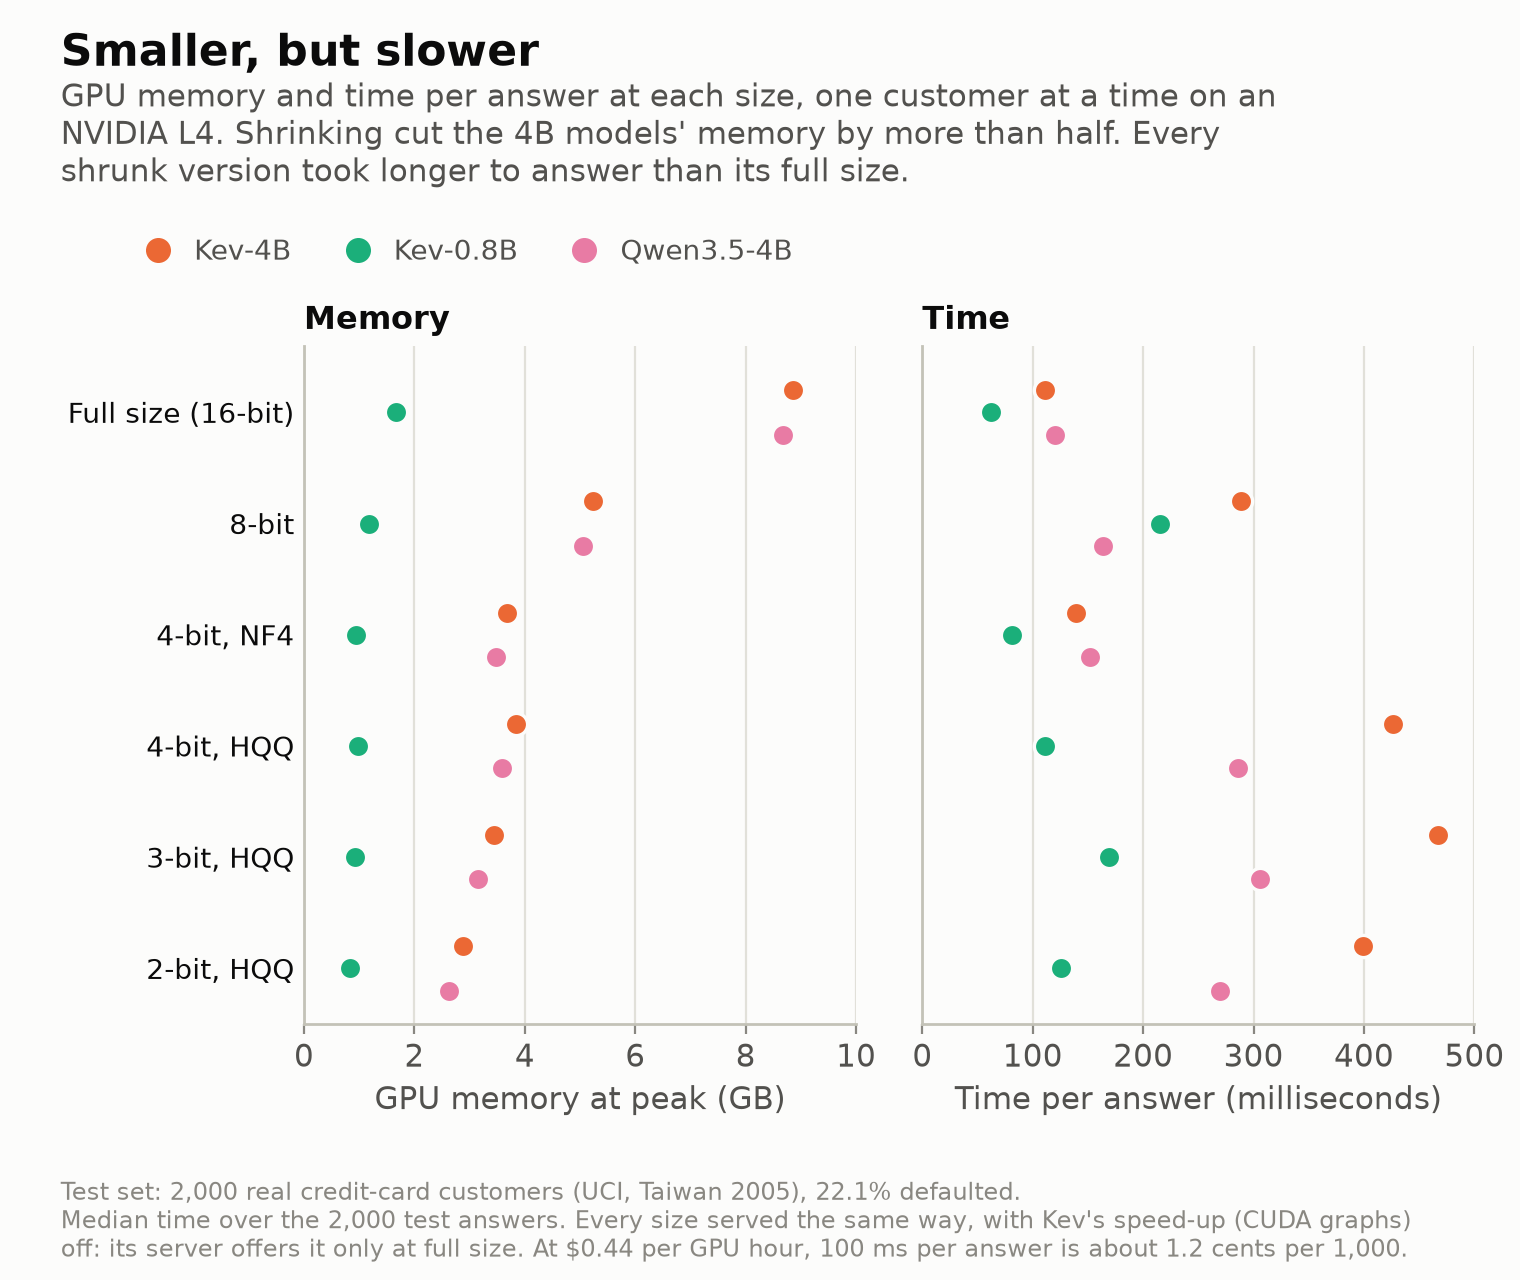 Smaller, but slower
GPU memory and time per answer at each size, one customer at a time on an
NVIDIA L4. Shrinking cut the 4B models' memory by more than half. Every
shrunk version took longer to answer than its full size.
Kev-4B
Kev-0.8B
Qwen3.5-4B
Memory
Time
Full size (16-bit)
8-bit
4-bit, NF4
4-bit, HQQ
3-bit, HQQ
2-bit, HQQ
0 2 4 6 8 10
0 100 200 300 400 500
GPU memory at peak (GB)
Time per answer (milliseconds)
Test set: 2,000 real credit-card customers (UCI, Taiwan 2005), 22.1% defaulted.
Median time over the 2,000 test answers. Every size served the same way, with Kev's speed-up (CUDA graphs)
off: its server offers it only at full size. At $0.44 per GPU hour, 100 ms per answer is about 1.2 cents per 1,000.